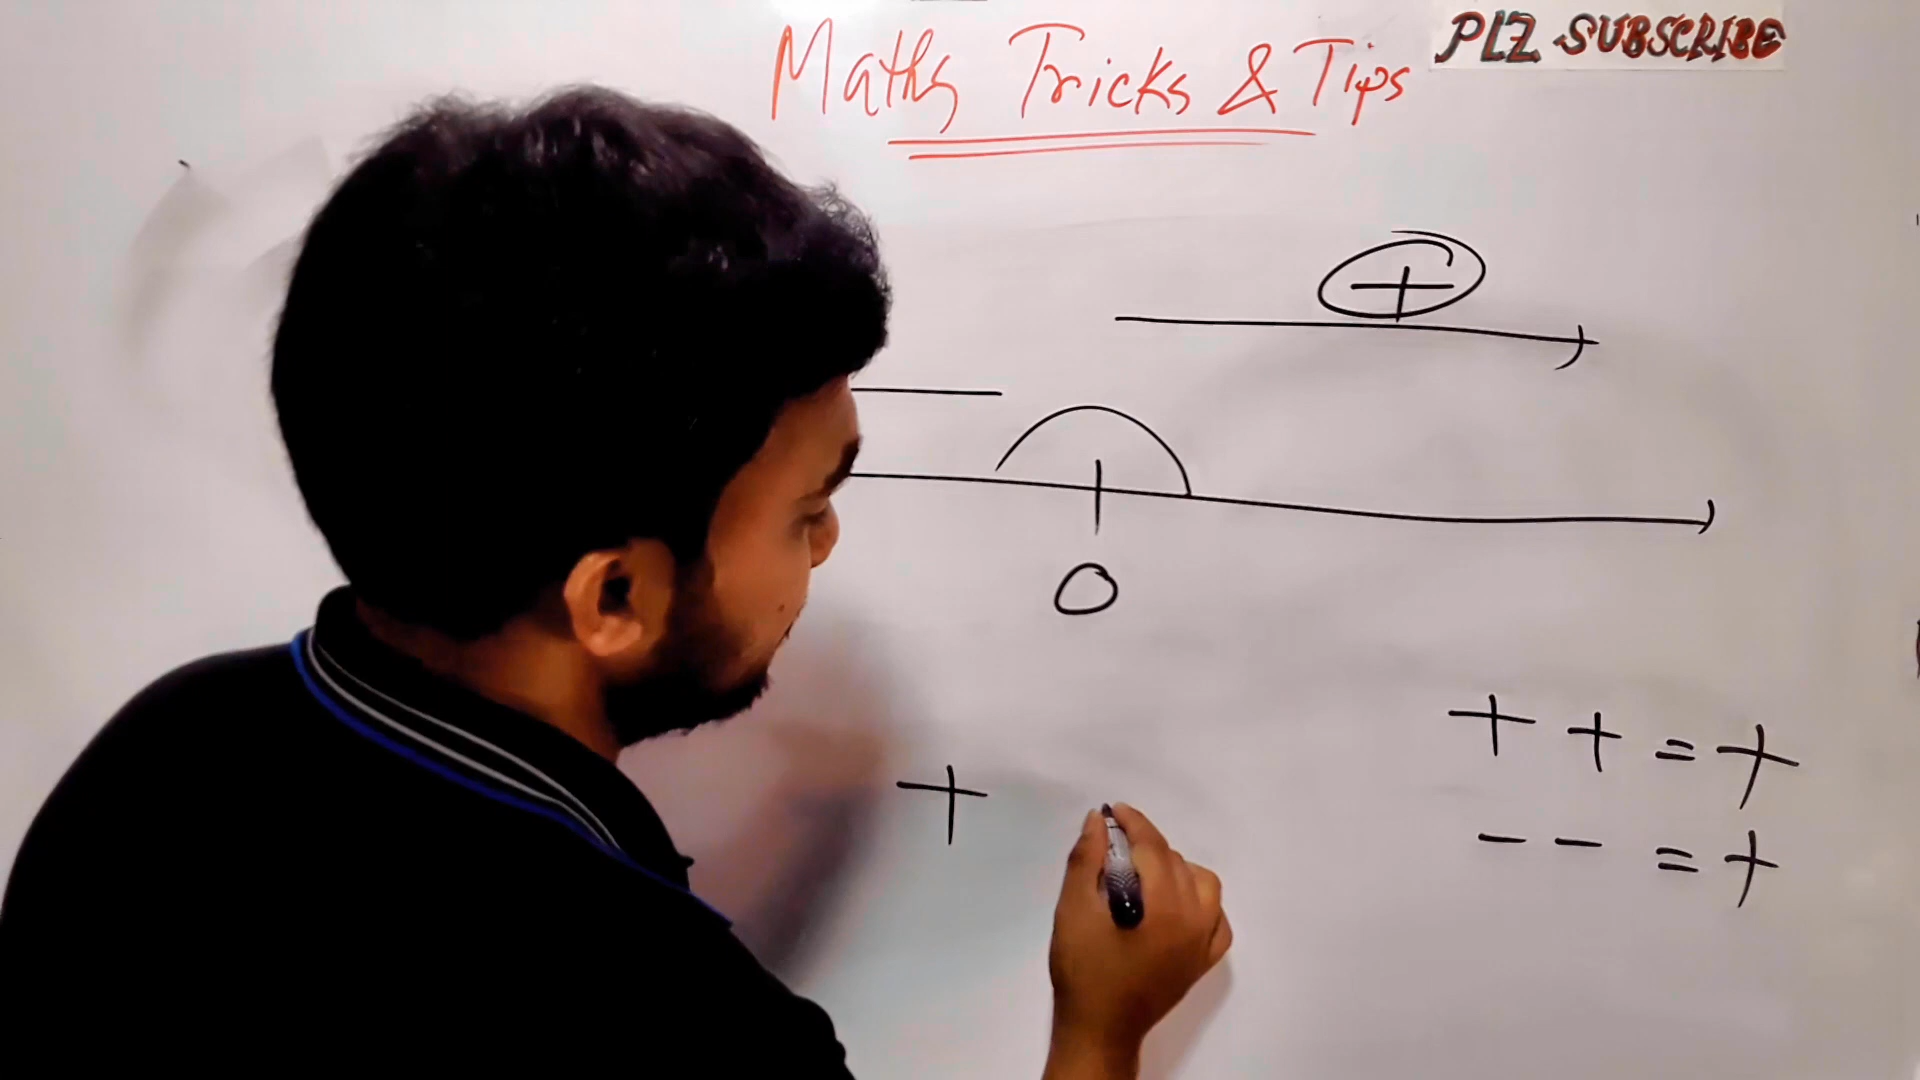 Maths Tricks & Tips
PLZ SUBSCRIBE
+
0
+ + = +
- - = +
+